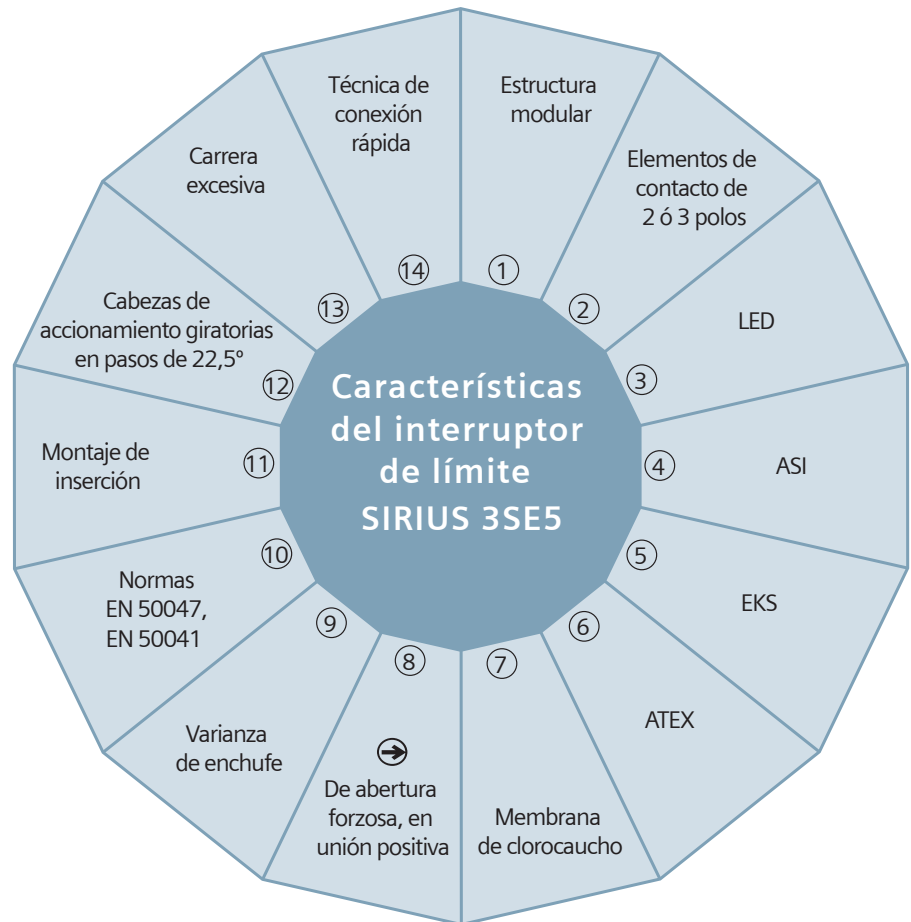 Características
del interruptor
de límite
SIRIUS 3SE5
1
Estructura
modular
2
Elementos de
contacto de
2 ó 3 polos
3
LED
4
ASI
5
EKS
6
ATEX
7
Membrana
de clorocaucho
8
De abertura
forzosa, en
unión positiva
9
Varianza
de enchufe
10
Normas
EN 50047,
EN 50041
11
Montaje de
inserción
12
Cabezas de
accionamiento giratorias
en pasos de 22,5º
13
Carrera
excesiva
14
Técnica de
conexión
rápida